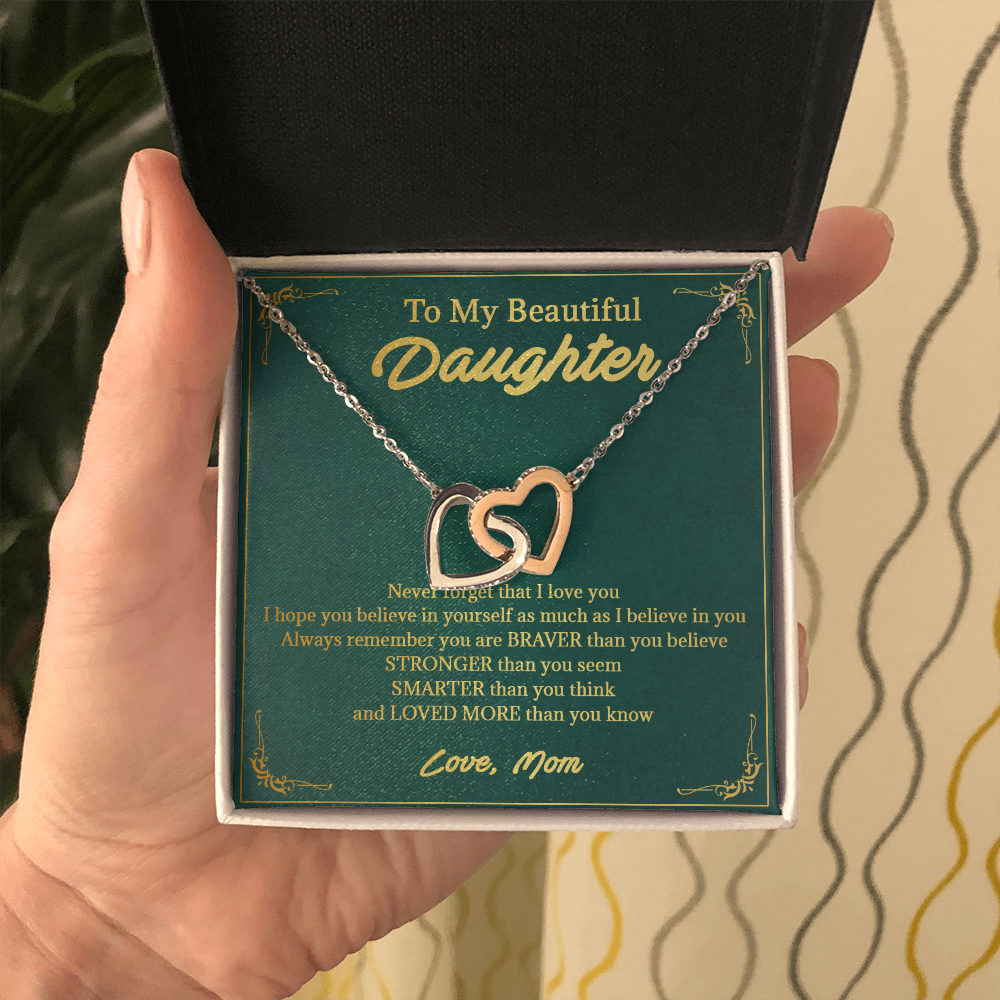 To My Beautiful
Daughter
Never forget that I love you
I hope you believe in yourself as much as I believe in you
Always remember you are BRAVER than you believe
STRONGER than you seem
SMARTER than you think
and LOVED MORE than you know
Love, Mom